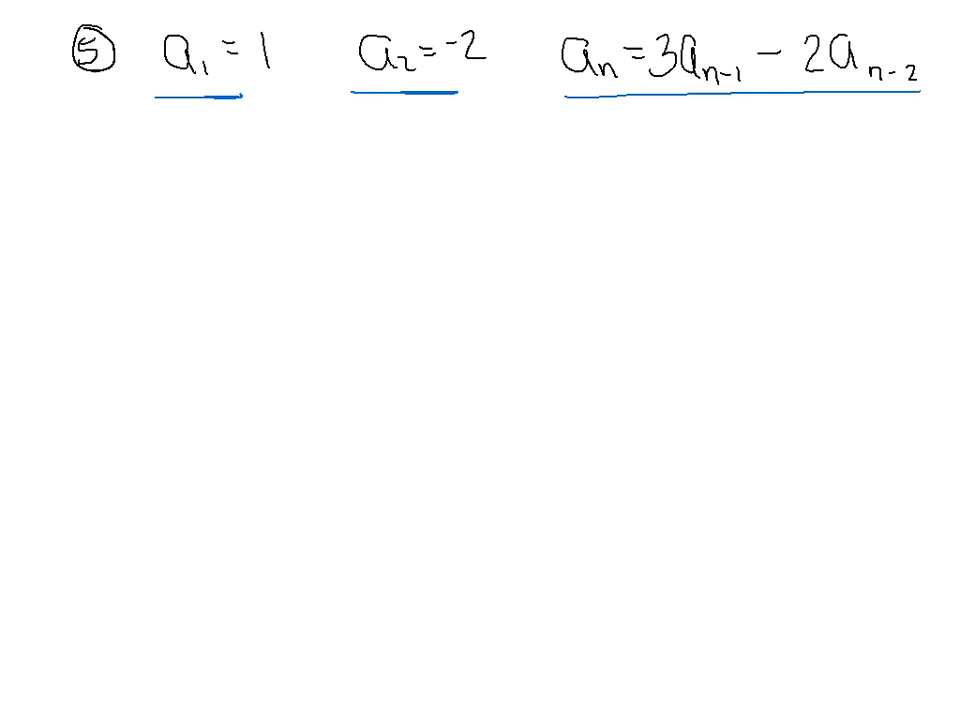 ⑤ a₁ = 1 a₂ = -2 aₙ = 3aₙ₋₁ - 2aₙ₋₂